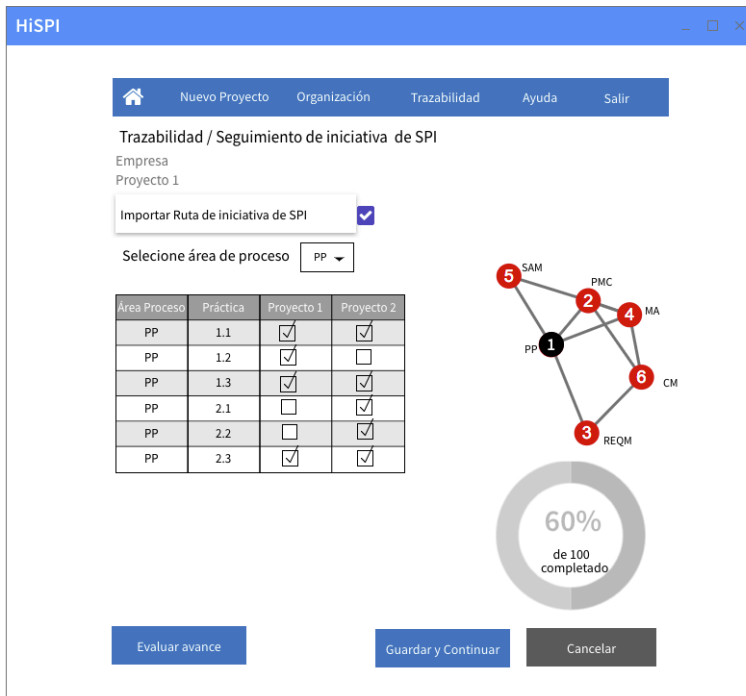 HiSPI
Nuevo Proyecto Organización Trazabilidad Ayuda Salir
Trazabilidad / Seguimiento de iniciativa de SPI
Empresa
Proyecto 1
Importar Ruta de iniciativa de SPI
Selecione área de proceso PP
Área Proceso Práctica Proyecto 1 Proyecto 2
PP 1.1
PP 1.2
PP 1.3
PP 2.1
PP 2.2
PP 2.3
5 SAM
PMC
2
4 MA
PP 1
6 CM
3 REQM
60%
de 100
completado
Evaluar avance
Guardar y Continuar
Cancelar